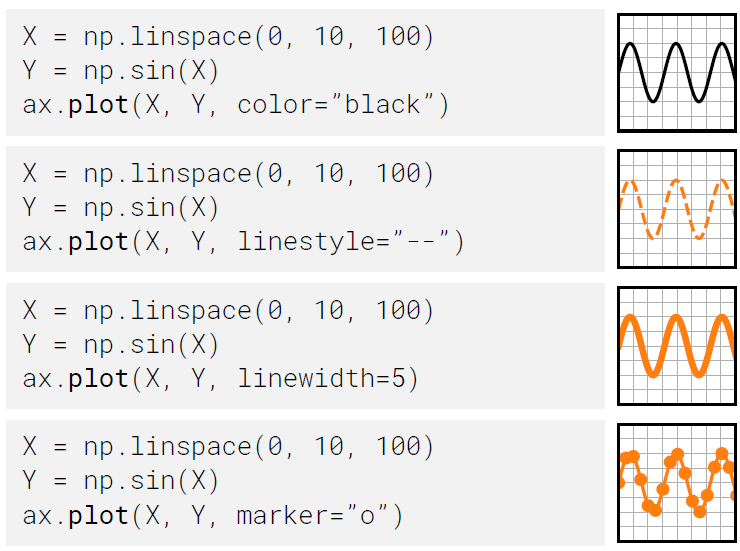 X = np.linspace(0, 10, 100)
Y = np.sin(X)
ax.plot(X, Y, color=”black”)
X = np.linspace(0, 10, 100)
Y = np.sin(X)
ax.plot(X, Y, linestyle=”--”)
X = np.linspace(0, 10, 100)
Y = np.sin(X)
ax.plot(X, Y, linewidth=5)
X = np.linspace(0, 10, 100)
Y = np.sin(X)
ax.plot(X, Y, marker=”o”)